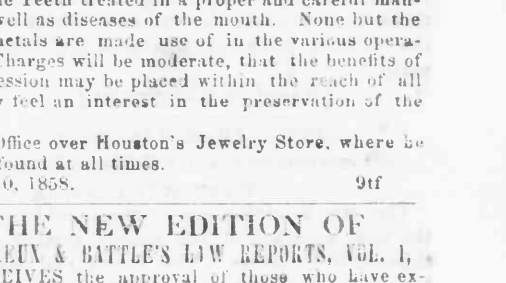 he Teeth treated in a proper and careful man-
well as diseases of the mouth. None but the
netals are made use of in the various opera-
Charges will be moderate, that the benefits of
ession may be placed within the reach of all
y feel an interest in the preservation of the
Office over Houston's Jewelry Store, where he
found at all times.
0, 1858. 9tf
THE NEW EDITION OF
REUX & BATTLE'S LAW REPORTS, VOL. 1,
EIVES the approval of those who have ex-